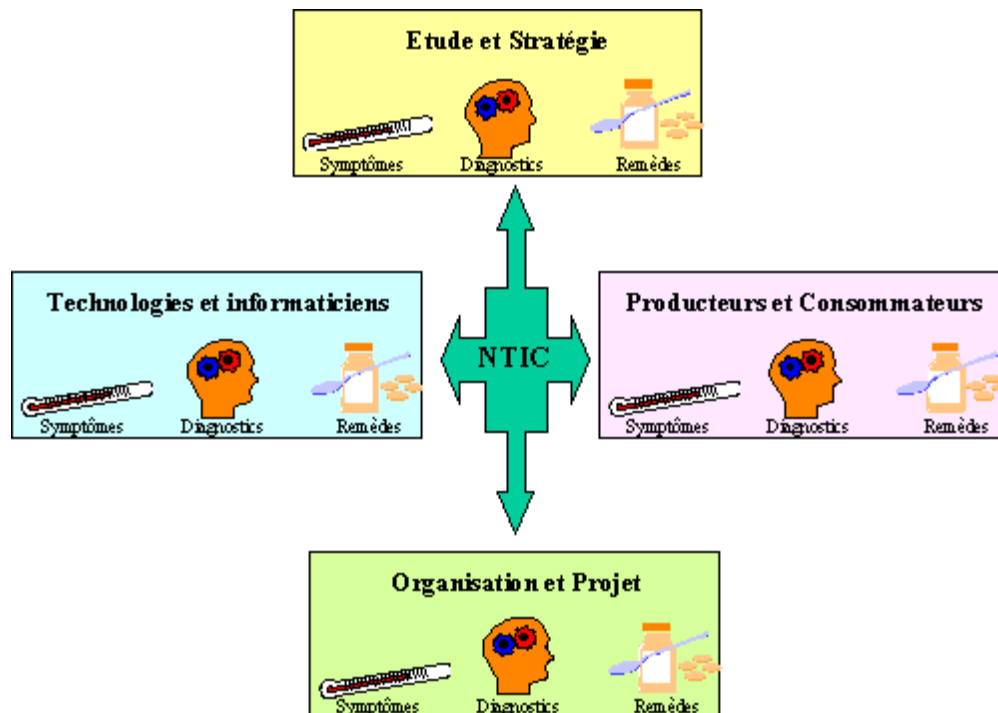 Etude et Stratégie
Symptômes Diagnostics Remèdes
Technologies et informaticiens
Symptômes Diagnostics Remèdes
NTIC
Producteurs et Consommateurs
Symptômes Diagnostics Remèdes
Organisation et Projet
Symptômes Diagnostics Remèdes